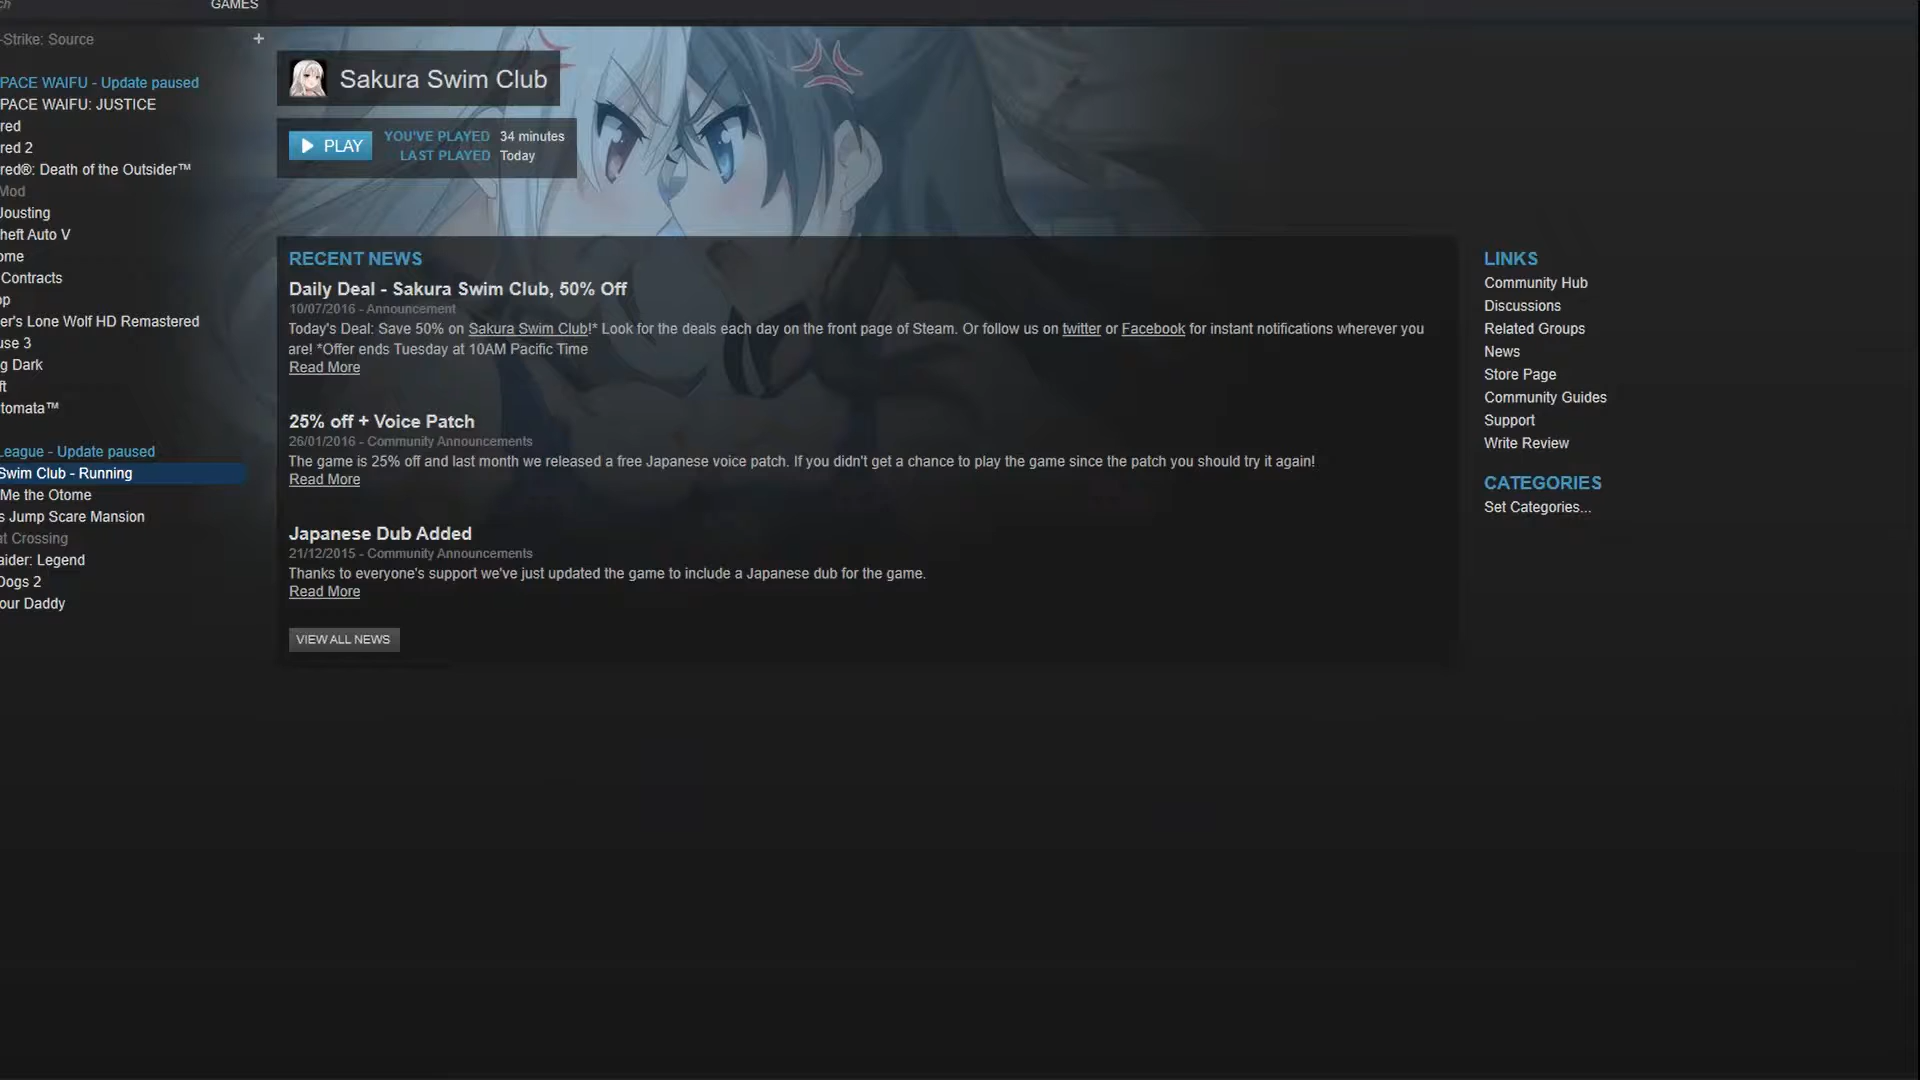 ch
GAMES
-Strike: Source
+
PACE WAIFU - Update paused
PACE WAIFU: JUSTICE
red
red 2
red®: Death of the Outsider™
Mod
Jousting
heft Auto V
ome
Contracts
op
er's Lone Wolf HD Remastered
use 3
g Dark
ft
tomata™
League - Update paused
Swim Club - Running
Me the Otome
s Jump Scare Mansion
at Crossing
aider: Legend
Dogs 2
our Daddy
Sakura Swim Club
PLAY
YOU'VE PLAYED 34 minutes
LAST PLAYED Today
RECENT NEWS
Daily Deal - Sakura Swim Club, 50% Off
10/07/2016 - Announcement
Today's Deal: Save 50% on Sakura Swim Club!* Look for the deals each day on the front page of Steam. Or follow us on twitter or Facebook for instant notifications wherever you
are! *Offer ends Tuesday at 10AM Pacific Time
Read More
25% off + Voice Patch
26/01/2016 - Community Announcements
The game is 25% off and last month we released a free Japanese voice patch. If you didn't get a chance to play the game since the patch you should try it again!
Read More
Japanese Dub Added
21/12/2015 - Community Announcements
Thanks to everyone's support we've just updated the game to include a Japanese dub for the game.
Read More
VIEW ALL NEWS
LINKS
Community Hub
Discussions
Related Groups
News
Store Page
Community Guides
Support
Write Review
CATEGORIES
Set Categories...